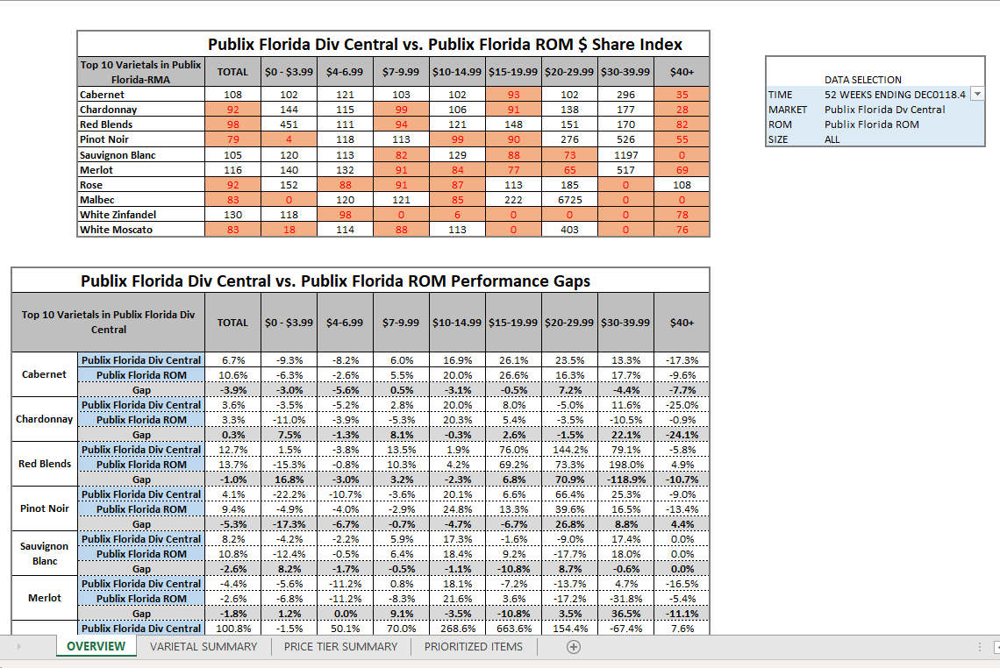 Publix Florida Div Central vs. Publix Florida ROM $ Share Index
Top 10 Varietals in Publix Florida-RMA TOTAL $0 - $3.99 $4-6.99 $7-9.99 $10-14.99 $15-19.99 $20-29.99 $30-39.99 $40+
Cabernet 108 102 121 103 102 93 102 296 35
Chardonnay 92 144 115 99 106 91 138 177 28
Red Blends 98 451 111 94 121 148 151 170 82
Pinot Noir 79 4 118 113 99 90 276 526 55
Sauvignon Blanc 105 120 113 82 129 88 73 1197 0
Merlot 116 140 132 91 84 77 65 517 69
Rose 92 152 88 91 87 113 185 0 108
Malbec 83 0 120 121 85 222 6725 0 0
White Zinfandel 130 118 98 0 6 0 0 0 78
White Moscato 83 18 114 88 113 0 403 0 76
DATA SELECTION
TIME 52 WEEKS ENDING DEC0118.4
MARKET Publix Florida Dv Central
ROM Publix Florida ROM
SIZE ALL
Publix Florida Div Central vs. Publix Florida ROM Performance Gaps
Top 10 Varietals in Publix Florida Div Central TOTAL $0 - $3.99 $4-6.99 $7-9.99 $10-14.99 $15-19.99 $20-29.99 $30-39.99 $40+
Cabernet
Publix Florida Div Central 6.7% -9.3% -8.2% 6.0% 16.9% 26.1% 23.5% 13.3% -17.3%
Publix Florida ROM 10.6% -6.3% -2.6% 5.5% 20.0% 26.6% 16.3% 17.7% -9.6%
Gap -3.9% -3.0% -5.6% 0.5% -3.1% -0.5% 7.2% -4.4% -7.7%
Chardonnay
Publix Florida Div Central 3.6% -3.5% -5.2% 2.8% 20.0% 8.0% -5.0% 11.6% -25.0%
Publix Florida ROM 3.3% -11.0% -3.9% -5.3% 20.3% 5.4% -3.5% -10.5% -0.9%
Gap 0.3% 7.5% -1.3% 8.1% -0.3% 2.6% -1.5% 22.1% -24.1%
Red Blends
Publix Florida Div Central 12.7% 1.5% -3.8% 13.5% 1.9% 76.0% 144.2% 79.1% -5.8%
Publix Florida ROM 13.7% -15.3% -0.8% 10.3% 4.2% 69.2% 73.3% 198.0% 4.9%
Gap -1.0% 16.8% -3.0% 3.2% -2.3% 6.8% 70.9% -118.9% -10.7%
Pinot Noir
Publix Florida Div Central 4.1% -22.2% -10.7% -3.6% 20.1% 6.6% 66.4% 25.3% -9.0%
Publix Florida ROM 9.4% -4.9% -4.0% -2.9% 24.8% 13.3% 39.6% 16.5% -13.4%
Gap -5.3% -17.3% -6.7% -0.7% -4.7% -6.7% 26.8% 8.8% 4.4%
Sauvignon Blanc
Publix Florida Div Central 8.2% -4.2% -2.2% 5.9% 17.3% -1.6% -9.0% 17.4% 0.0%
Publix Florida ROM 10.8% -12.4% -0.5% 6.4% 18.4% 9.2% -17.7% 18.0% 0.0%
Gap -2.6% 8.2% -1.7% -0.5% -1.1% -10.8% 8.7% -0.6% 0.0%
Merlot
Publix Florida Div Central -4.4% -5.6% -11.2% 0.8% 18.1% -7.2% -13.7% 4.7% -16.5%
Publix Florida ROM -2.6% -6.8% -11.2% -8.3% 21.6% 3.6% -17.2% -31.8% -5.4%
Gap -1.8% 1.2% 0.0% 9.1% -3.5% -10.8% 3.5% 36.5% -11.1%
Publix Florida Div Central 100.8% -1.5% 50.1% 70.0% 268.6% 663.6% 154.4% -67.4% 7.6%
OVERVIEW VARIETAL SUMMARY PRICE TIER SUMMARY PRIORITIZED ITEMS